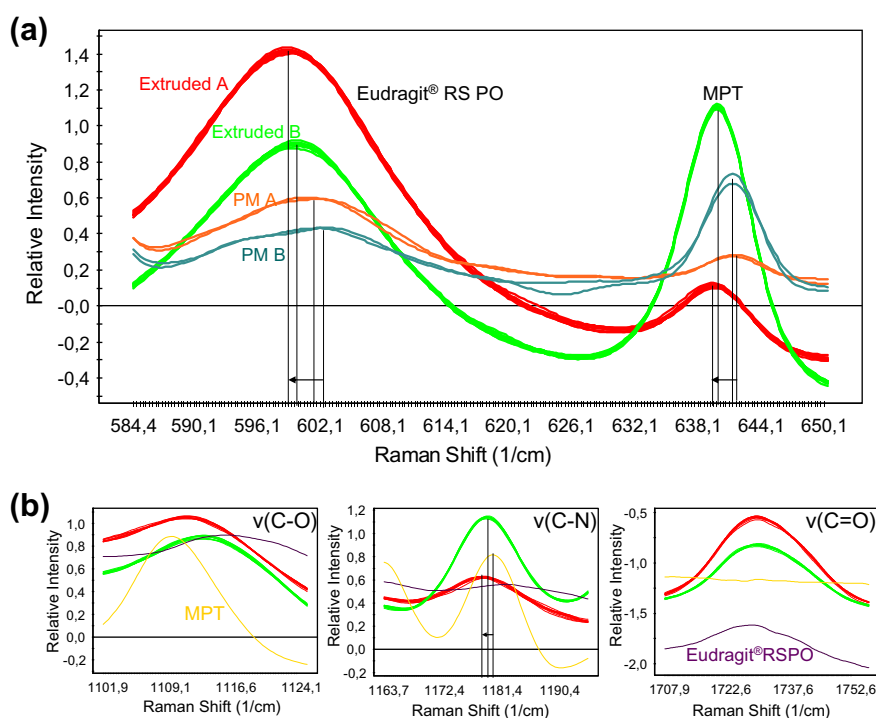 (a)
1,4
1,2
1,0
0,8
0,6
0,4
0,2
-0,0
-0,2
-0,4
Relative Intensity
Extruded A
Eudragit® RS PO
MPT
Extruded B
PM A
PM B
584,4 590,1 596,1 602,1 608,1 614,1 620,1 626,1 632,1 638,1 644,1 650,1
Raman Shift (1/cm)
(b)
Relative Intensity
1,0
0,8
0,6
0,4
0,2
0,0
-0,2
v(C-O)
MPT
1101,9 1109,1 1116,6 1124,1
Raman Shift (1/cm)
Relative Intensity
1,2
1,0
0,8
0,6
0,4
0,2
0,0
-0,2
v(C-N)
1163,7 1172,4 1181,4 1190,4
Raman Shift (1/cm)
Relative Intensity
-0,5
-1,0
-1,5
-2,0
v(C=O)
Eudragit®RSPO
1707,9 1722,6 1737,6 1752,6
Raman Shift (1/cm)